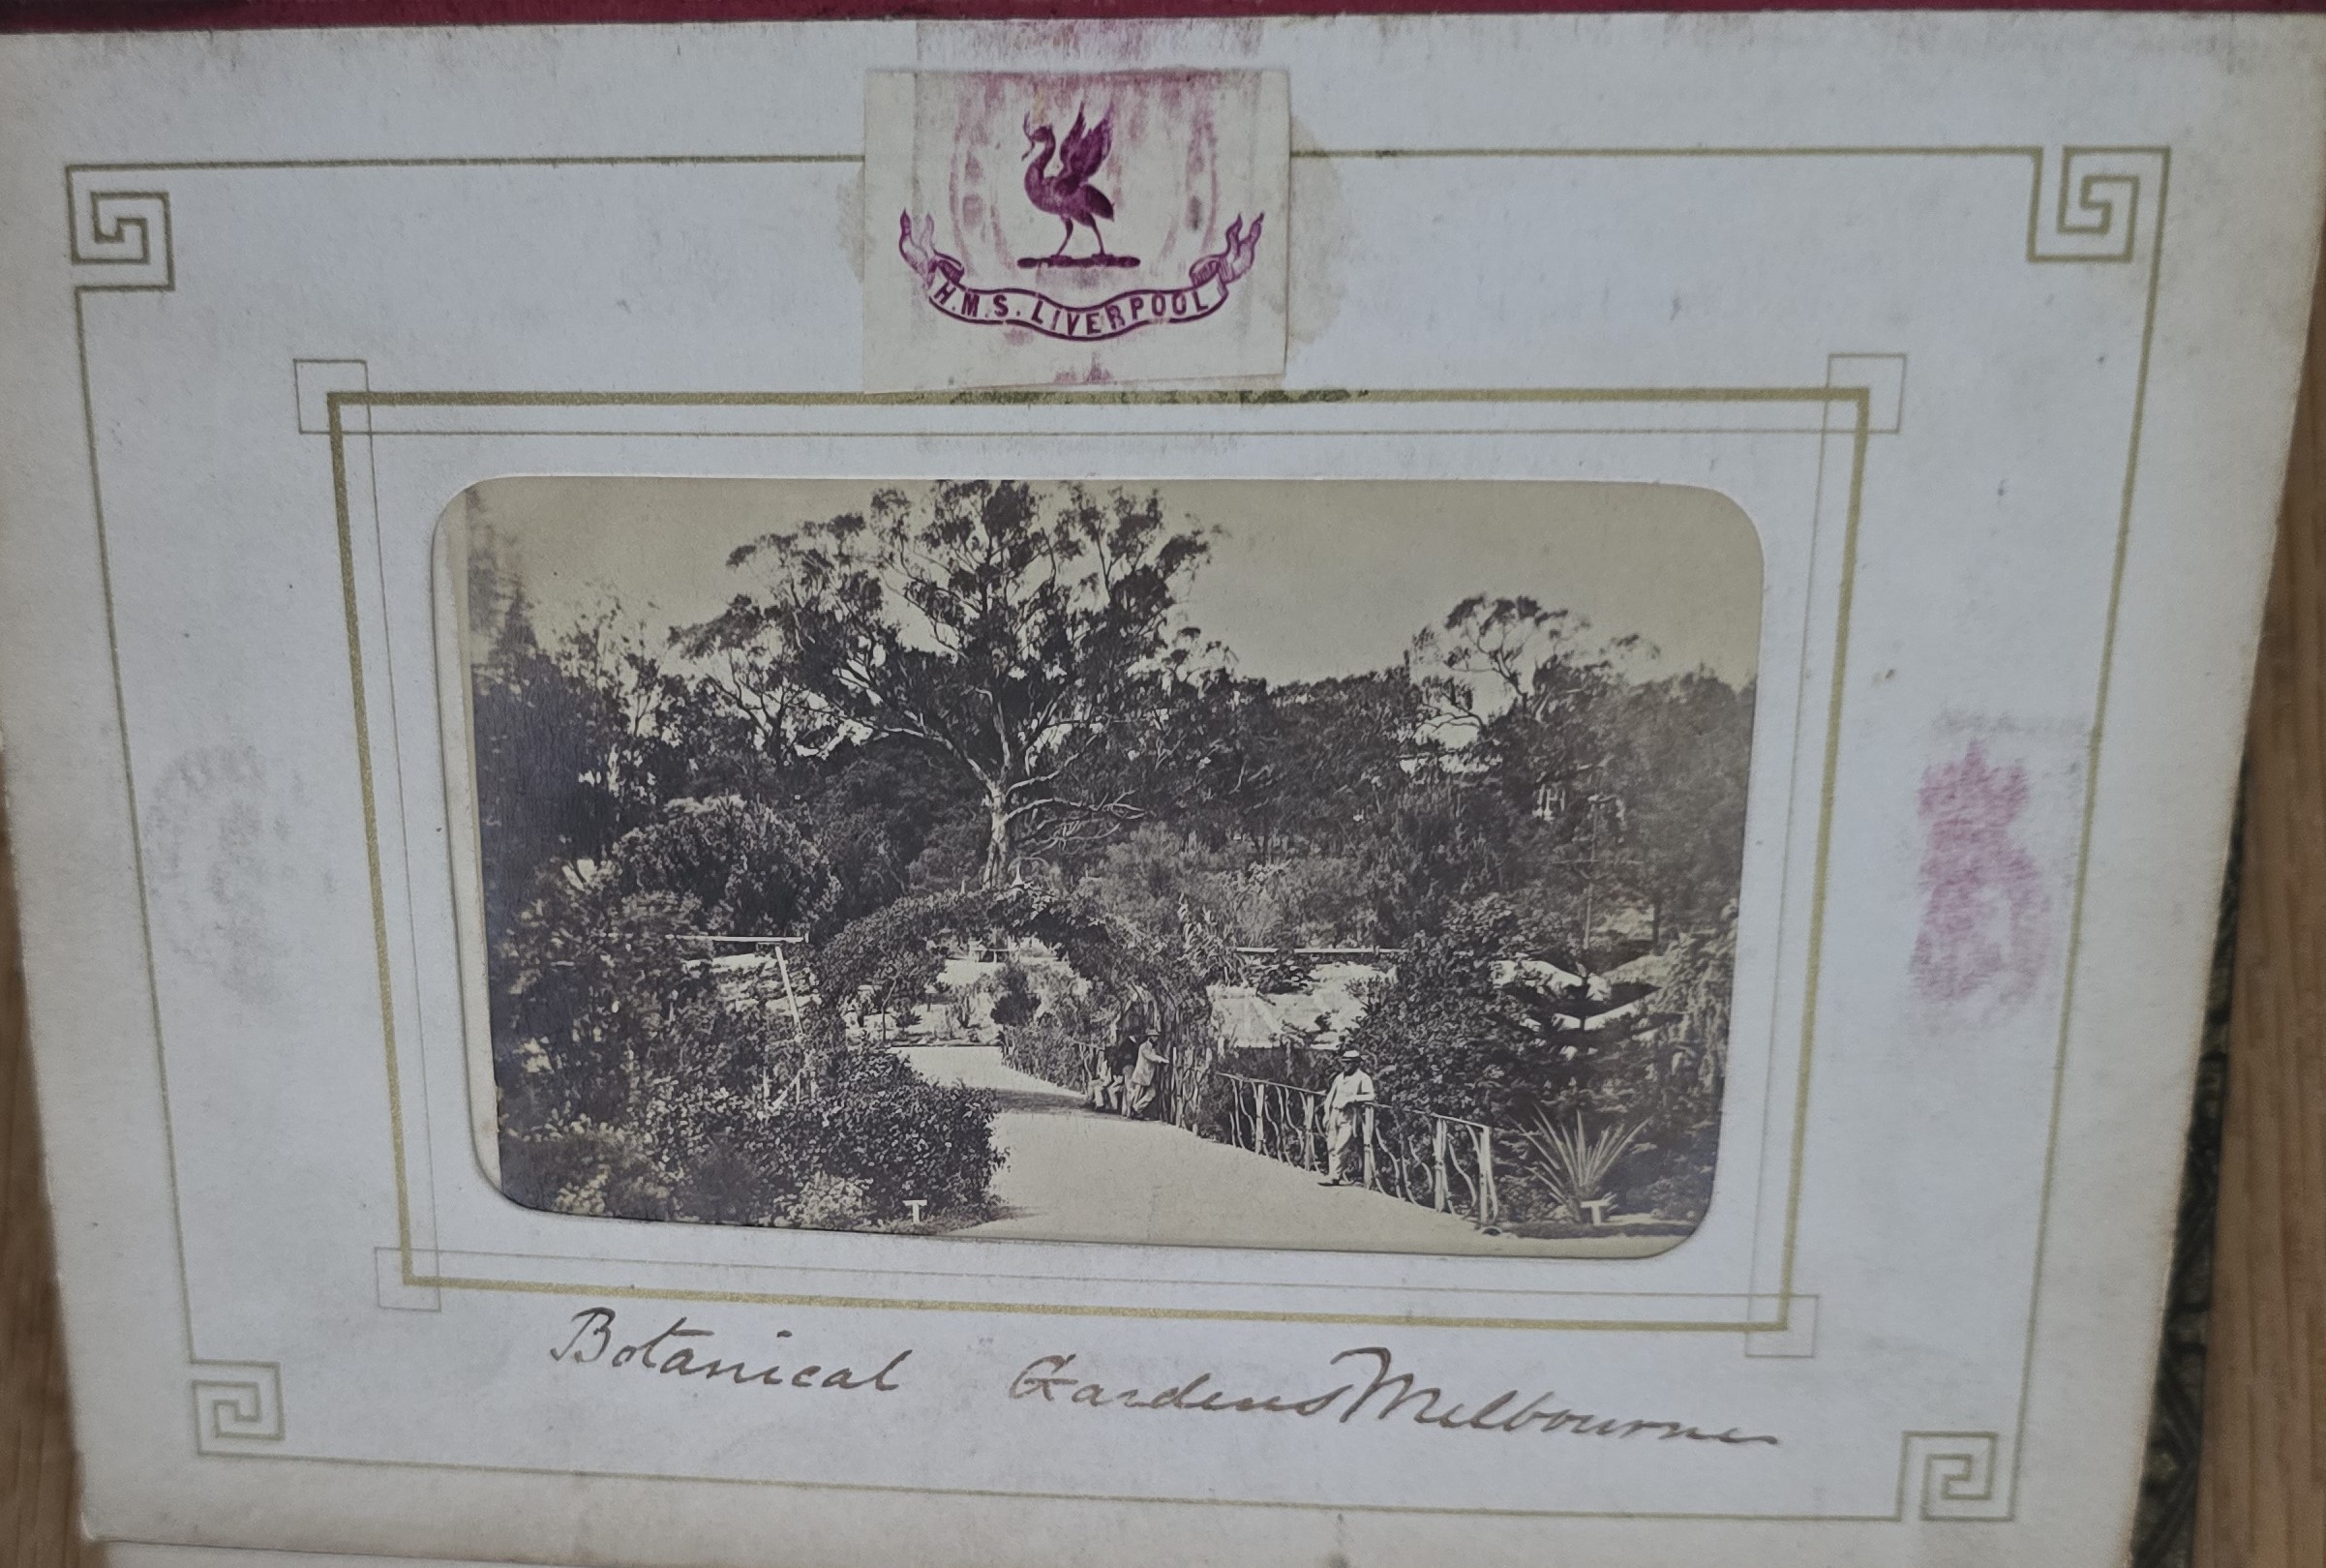 H.M.S. LIVERPOOL
Botanical Gardens Melbourne